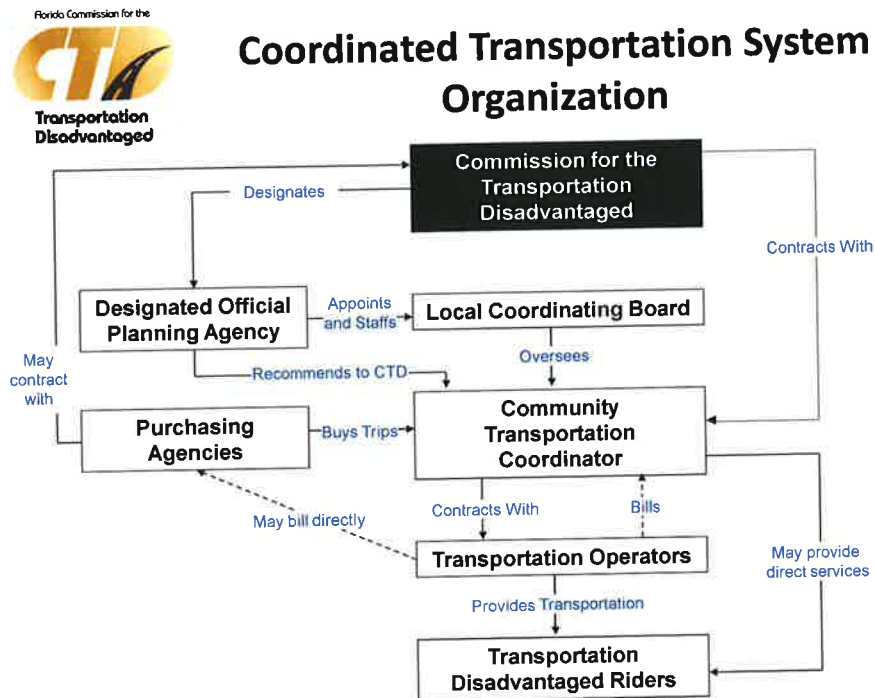 Florida Commission for the
CTD
Transportation
Disadvantaged
Coordinated Transportation System
Organization
Commission for the
Transportation
Disadvantaged
Designates
Contracts With
Designated Official
Planning Agency
Appoints
and Staffs
Local Coordinating Board
May
contract
with
Oversees
Recommends to CTD
Purchasing
Agencies
Buys Trips
Community
Transportation
Coordinator
May bill directly
Contracts With
Bills
Transportation Operators
May provide
direct services
Provides Transportation
Transportation
Disadvantaged Riders